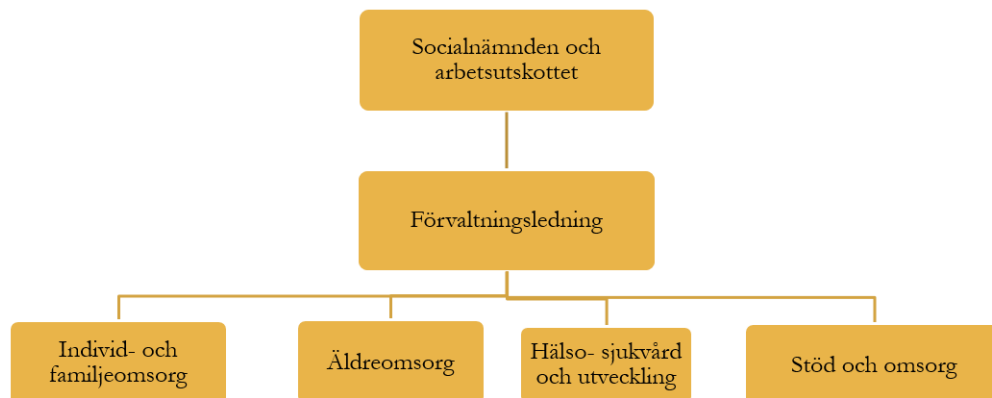 Socialnämnden och
arbetsutskottet
Förvaltningsledning
Individ- och
familjeomsorg
Äldreomsorg
Hälso- sjukvård
och utveckling
Stöd och omsorg